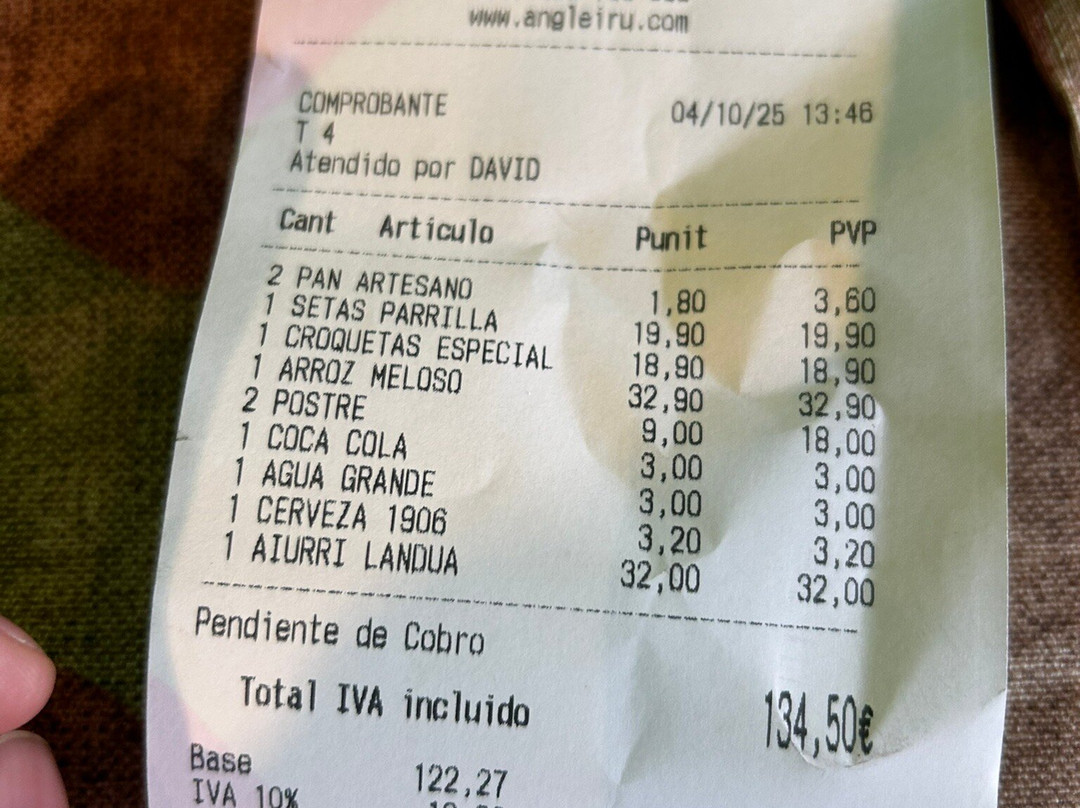 www.angleiru.com
COMPROBANTE 04/10/25 13:46
T 4
Atendido por DAVID
Cant Artículo Punit PVP
2 PAN ARTESANO 1,80 3,60
1 SETAS PARRILLA 19,90 19,90
1 CROQUETAS ESPECIAL 18,90 18,90
1 ARROZ MELOSO 32,90 32,90
2 POSTRE 9,00 18,00
1 COCA COLA 3,00 3,00
1 AGUA GRANDE 3,00 3,00
1 CERVEZA 1906 3,20 3,20
1 AIURRI LANDUA 32,00 32,00
Pendiente de Cobro
Total IVA incluido 134,50€
Base 122,27
IVA 10%